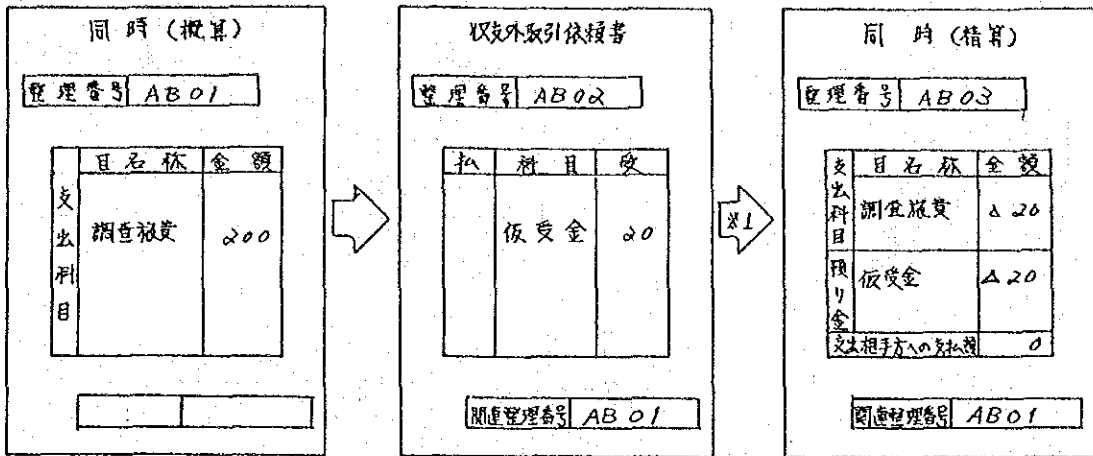 同時(概算)
整理番号 AB01
支出科目 目名称 金額
調査旅費 200
収支外取引依頼書
整理番号 AB02
払 科目 受
仮受金 20
関連整理番号 AB01
※1
同時(精算)
整理番号 AB03
支出科目 目名称 金額
調査旅費 △20
預り金 仮受金 △20
支出相手方への支払額 0
関連整理番号 AB01